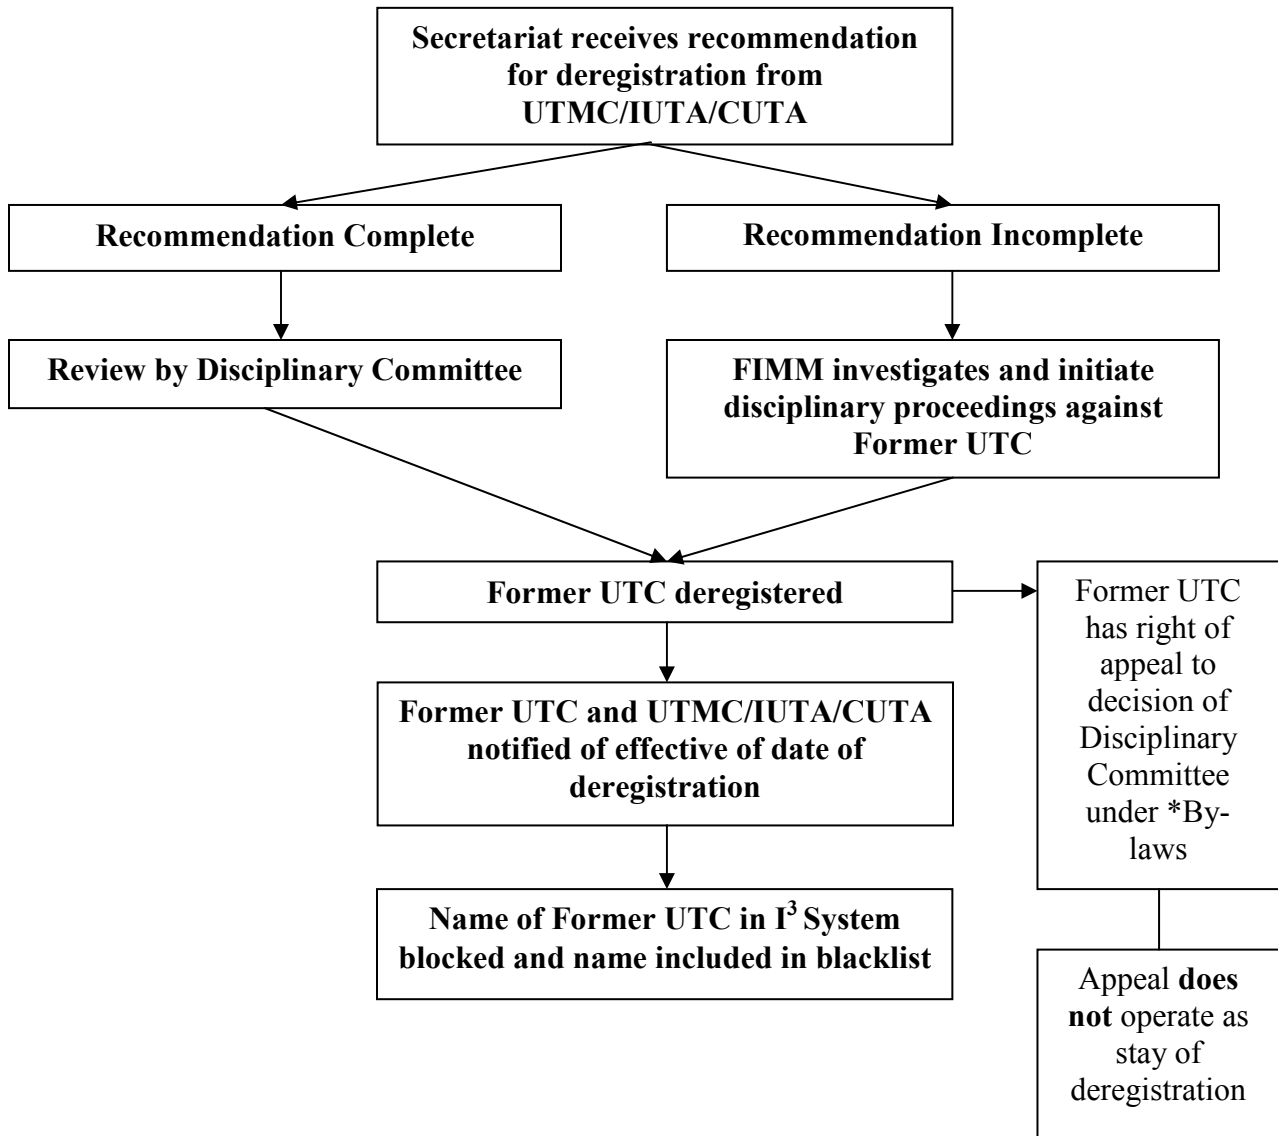 Secretariat receives recommendation
for deregistration from
UTMC/IUTA/CUTA
Recommendation Complete
Recommendation Incomplete
Review by Disciplinary Committee
FIMM investigates and initiate
disciplinary proceedings against
Former UTC
Former UTC deregistered
Former UTC
has right of
appeal to
decision of
Disciplinary
Committee
under *By-
laws
Former UTC and UTMC/IUTA/CUTA
notified of effective of date of
deregistration
Name of Former UTC in I³ System
blocked and name included in blacklist
Appeal does
not operate as
stay of
deregistration